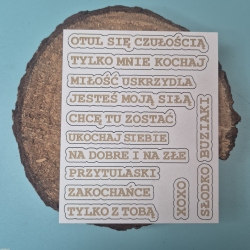 OTUL SIĘ CZUŁOŚCIĄ
TYLKO MNIE KOCHAJ
MIŁOŚĆ USKRZYDLA
JESTEŚ MOJĄ SIŁĄ
CHCĘ TU ZOSTAĆ
UKOCHAJ SIEBIE
NA DOBRE I NA ZŁE
PRZYTULASKI
ZAKOCHAŃCE
TYLKO Z TOBĄ
XOXO
SŁODKO BUZIAKI